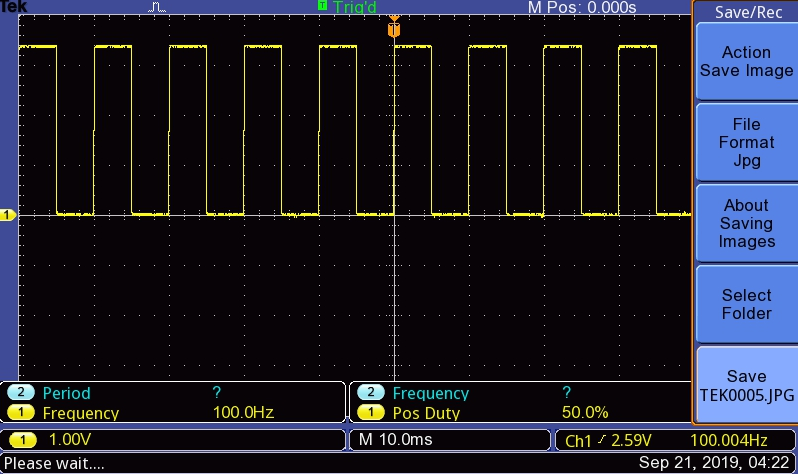 Tek
T Trig'd
M Pos: 0.000s
Save/Rec
T
Action
Save Image
File
Format
Jpg
About
Saving
Images
Select
Folder
Save
TEK0005.JPG
1
2 Period ?
1 Frequency 100.0Hz
2 Frequency ?
1 Pos Duty 50.0%
1 1.00V
M 10.0ms
Ch1 2.59V 100.004Hz
Please wait....
Sep 21, 2019, 04:22